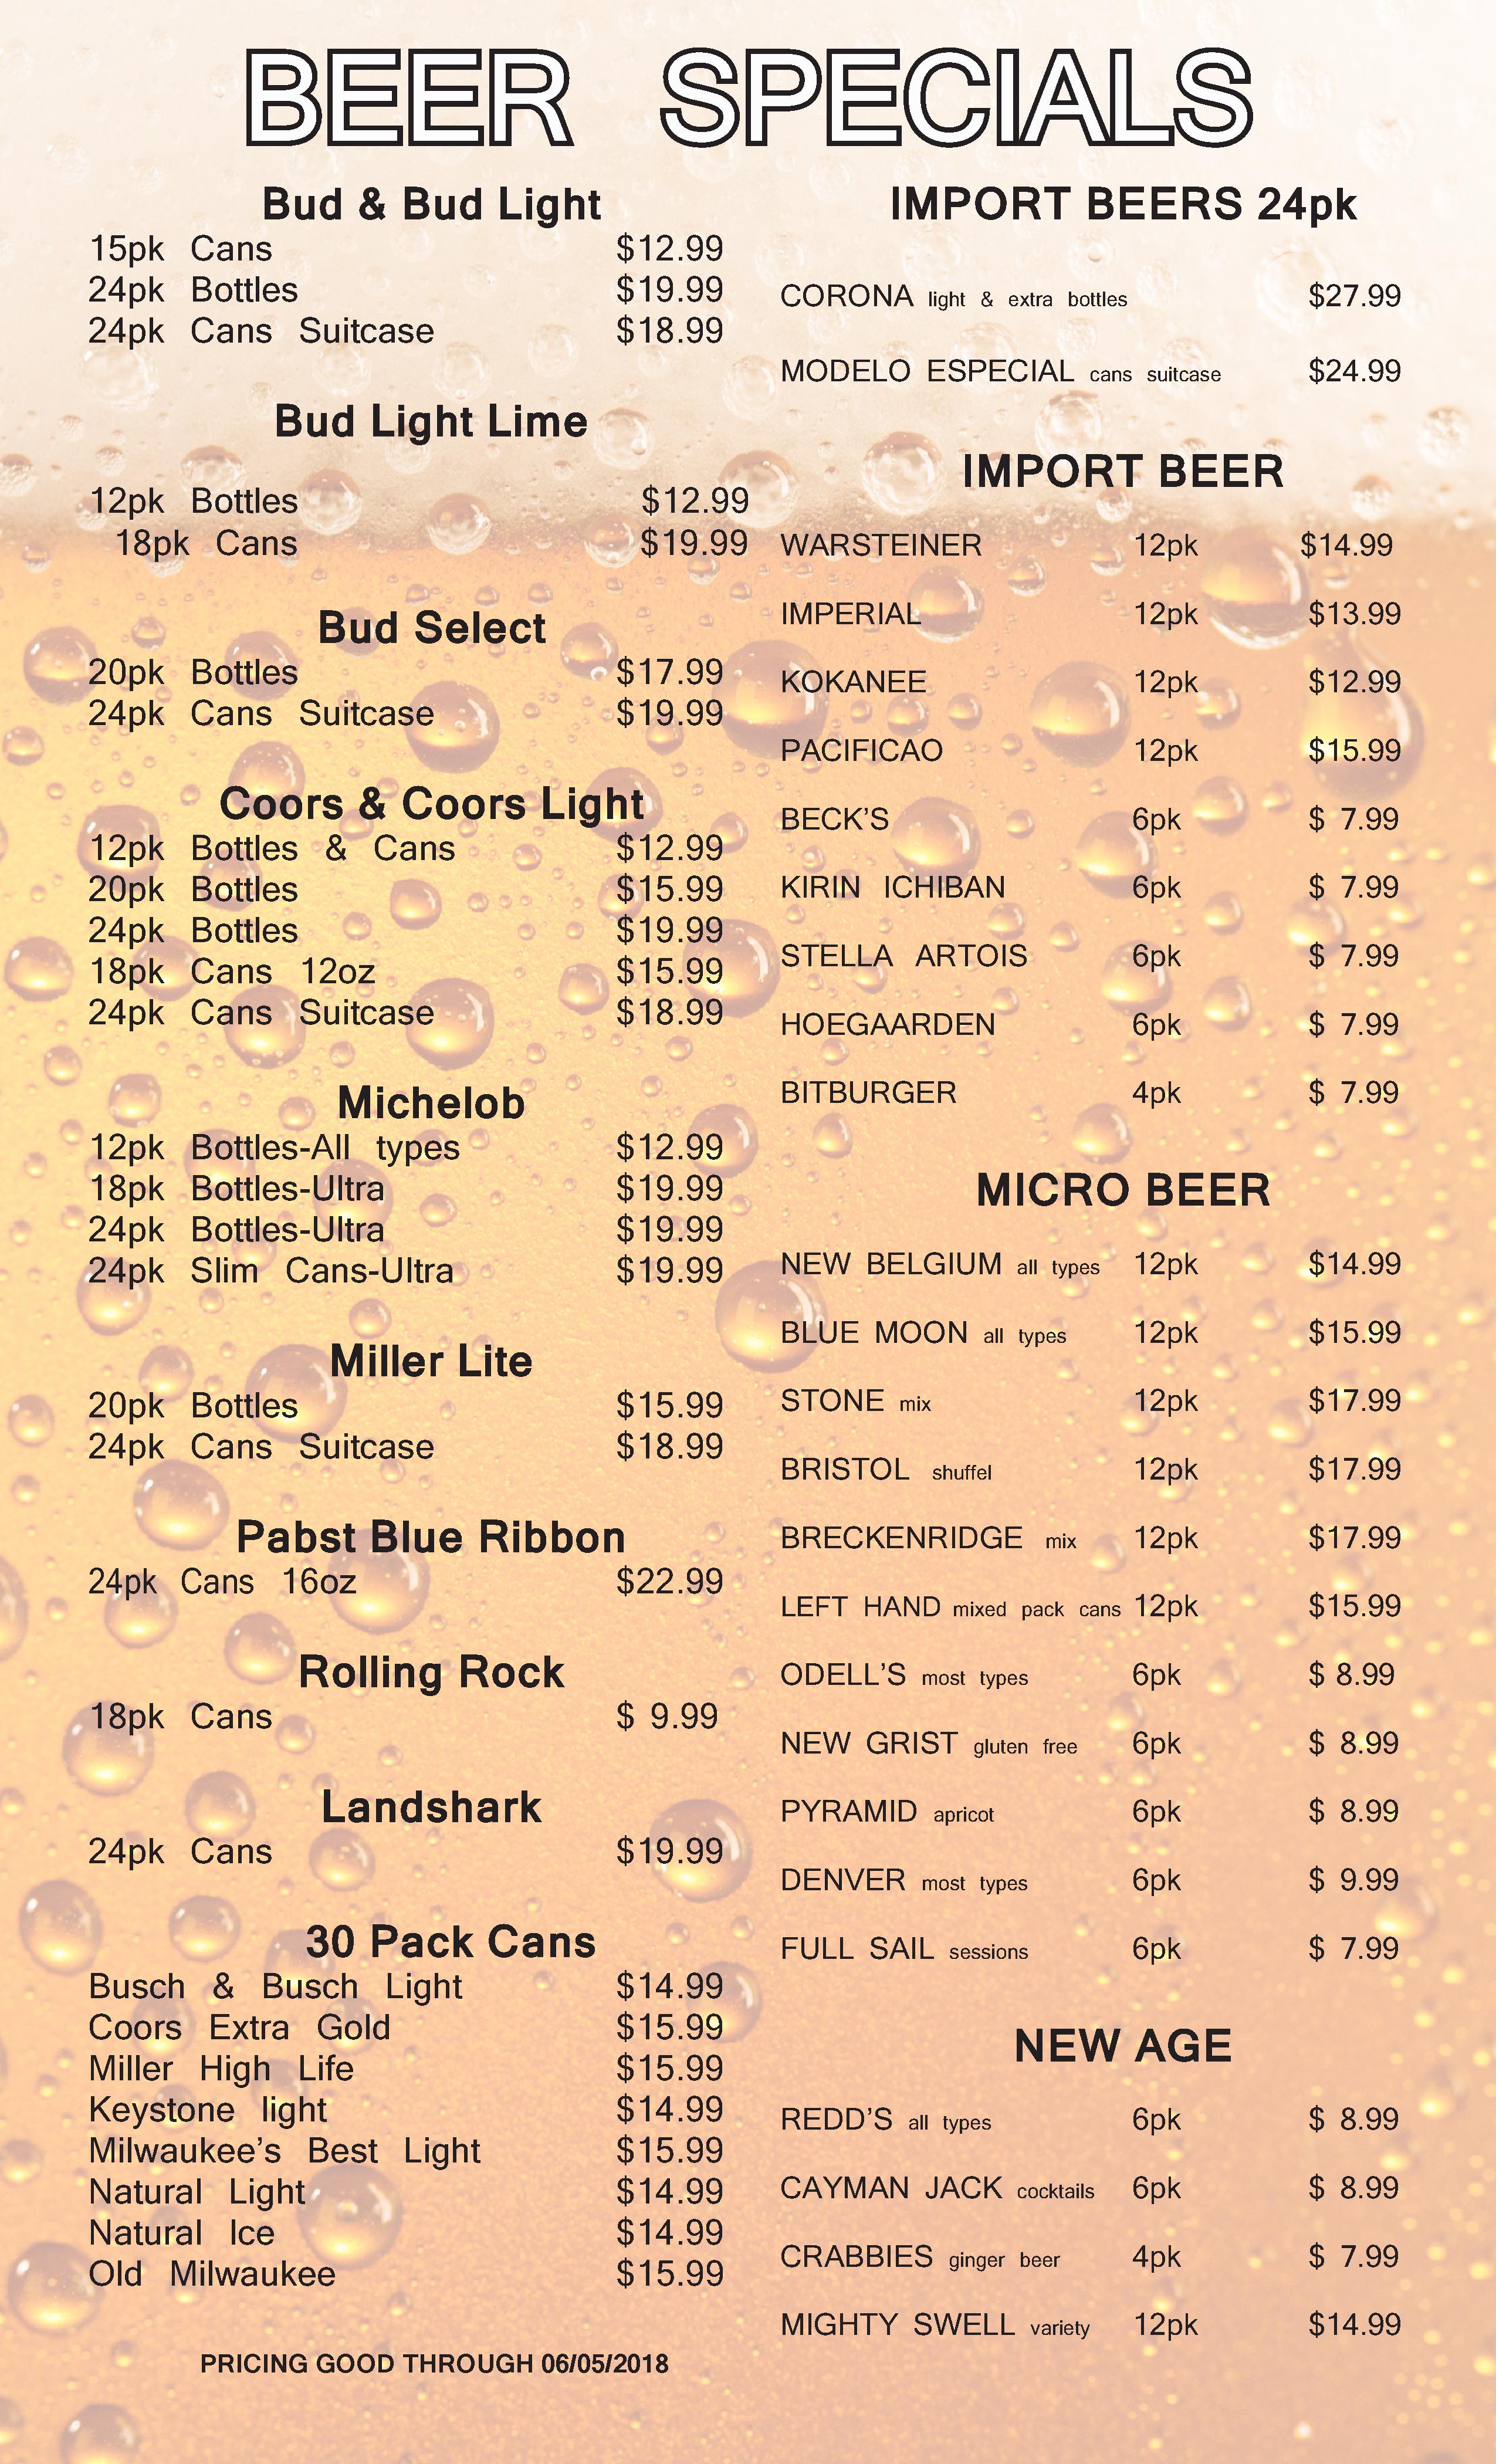 BEER SPECIALS
Bud & Bud Light
15pk Cans $12.99
24pk Bottles $19.99
24pk Cans Suitcase $18.99
Bud Light Lime
12pk Bottles $12.99
18pk Cans $19.99
Bud Select
20pk Bottles $17.99
24pk Cans Suitcase $19.99
Coors & Coors Light
12pk Bottles & Cans $12.99
20pk Bottles $15.99
24pk Bottles $19.99
18pk Cans 12oz $15.99
24pk Cans Suitcase $18.99
Michelob
12pk Bottles-All types $12.99
18pk Bottles-Ultra $19.99
24pk Bottles-Ultra $19.99
24pk Slim Cans-Ultra $19.99
Miller Lite
20pk Bottles $15.99
24pk Cans Suitcase $18.99
Pabst Blue Ribbon
24pk Cans 16oz $22.99
Rolling Rock
18pk Cans $ 9.99
Landshark
24pk Cans $19.99
30 Pack Cans
Busch & Busch Light $14.99
Coors Extra Gold $15.99
Miller High Life $15.99
Keystone light $14.99
Milwaukee's Best Light $15.99
Natural Light $14.99
Natural Ice $14.99
Old Milwaukee $15.99
PRICING GOOD THROUGH 06/05/2018
IMPORT BEERS 24pk
CORONA light & extra bottles $27.99
MODELO ESPECIAL cans suitcase $24.99
IMPORT BEER
WARSTEINER 12pk $14.99
IMPERIAL 12pk $13.99
KOKANEE 12pk $12.99
PACIFICAO 12pk $15.99
BECK'S 6pk $ 7.99
KIRIN ICHIBAN 6pk $ 7.99
STELLA ARTOIS 6pk $ 7.99
HOEGAARDEN 6pk $ 7.99
BITBURGER 4pk $ 7.99
MICRO BEER
NEW BELGIUM all types 12pk $14.99
BLUE MOON all types 12pk $15.99
STONE mix 12pk $17.99
BRISTOL shuffel 12pk $17.99
BRECKENRIDGE mix 12pk $17.99
LEFT HAND mixed pack cans 12pk $15.99
ODELL'S most types 6pk $ 8.99
NEW GRIST gluten free 6pk $ 8.99
PYRAMID apricot 6pk $ 8.99
DENVER most types 6pk $ 9.99
FULL SAIL sessions 6pk $ 7.99
NEW AGE
REDD'S all types 6pk $ 8.99
CAYMAN JACK cocktails 6pk $ 8.99
CRABBIES ginger beer 4pk $ 7.99
MIGHTY SWELL variety 12pk $14.99